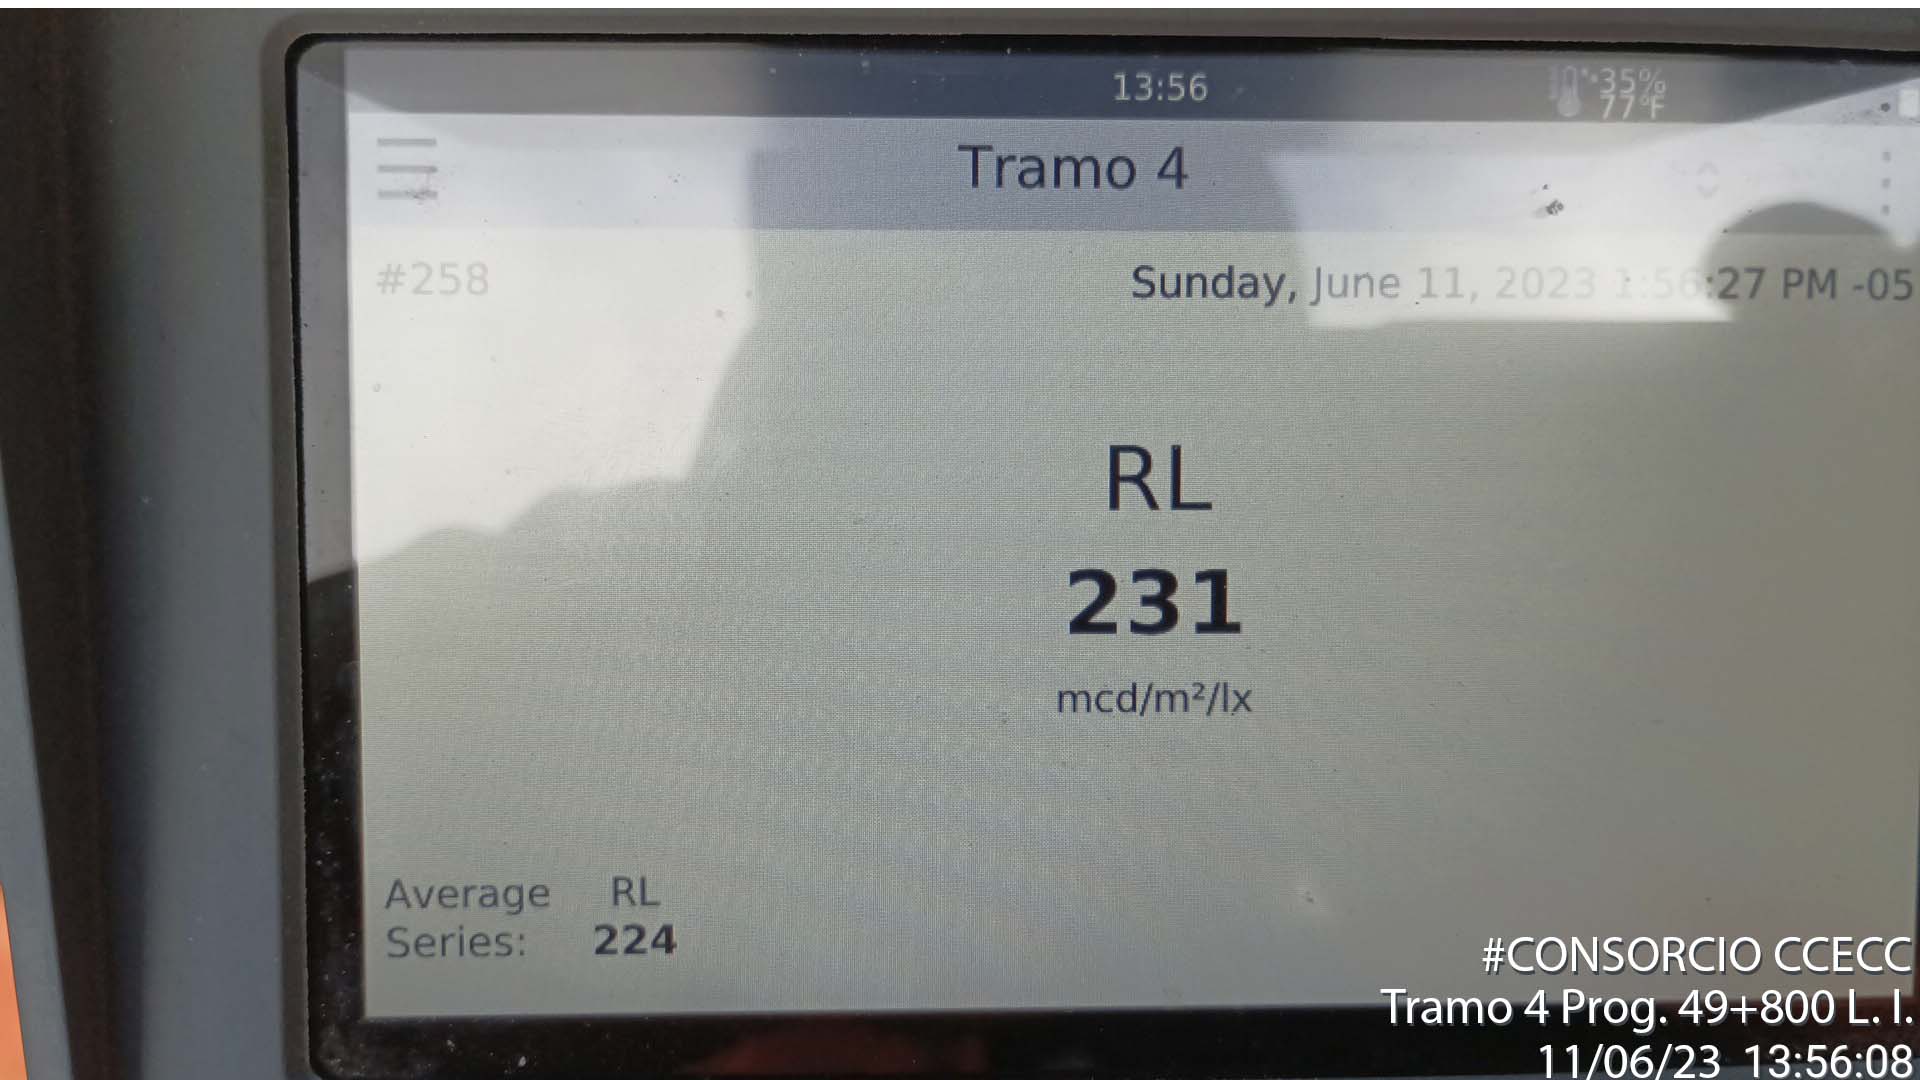 13:56
35%
77°F
Tramo 4
#258
Sunday, June 11, 2023 1:56:27 PM -05
RL
231
mcd/m²/lx
Average RL
Series: 224
#CONSORCIO CCECC
Tramo 4 Prog. 49+800 L. I.
11/06/23 13:56:08